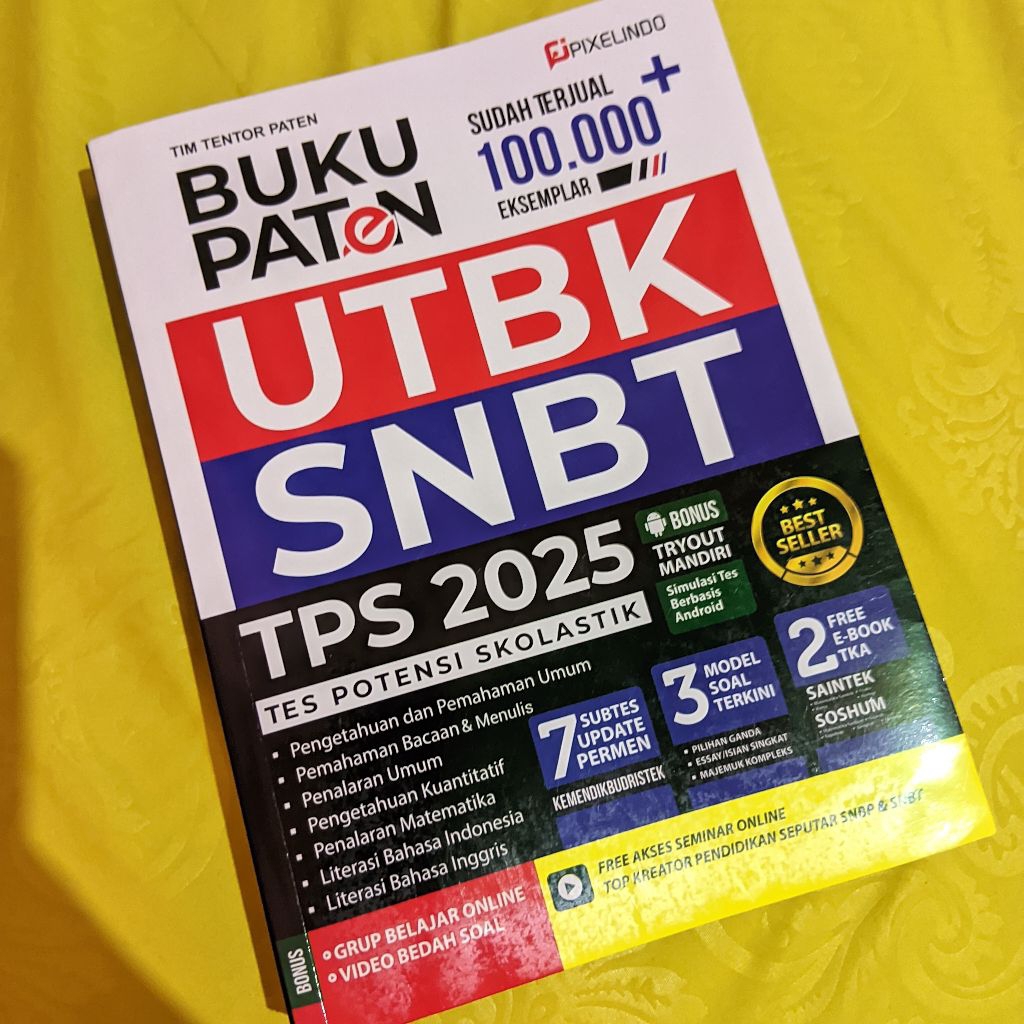 PIXELINDO
TIM TENTOR PATEN
BUKU
PATeN
SUDAH TERJUAL
100.000+
EKSEMPLAR
UTBK
SNBT
TPS 2025
TES POTENSI SKOLASTIK
BONUS
TRYOUT
MANDIRI
Simulasi Tes
Berbasis
Android
BEST
SELLER
• Pengetahuan dan Pemahaman Umum
• Pemahaman Bacaan & Menulis
• Penalaran Umum
• Pengetahuan Kuantitatif
• Penalaran Matematika
• Literasi Bahasa Indonesia
• Literasi Bahasa Inggris
7 SUBTES
UPDATE
PERMEN
KEMENDIKBUDRISTEK
3 MODEL
SOAL
TERKINI
• PILIHAN GANDA
• ESSAY/ISIAN SINGKAT
• MAJEMUK KOMPLEKS
2 FREE
E-BOOK
TKA
SAINTEK
SOSHUM
BONUS
GRUP BELAJAR ONLINE
VIDEO BEDAH SOAL
FREE AKSES SEMINAR ONLINE
TOP KREATOR PENDIDIKAN SEPUTAR SNBP & SNBT